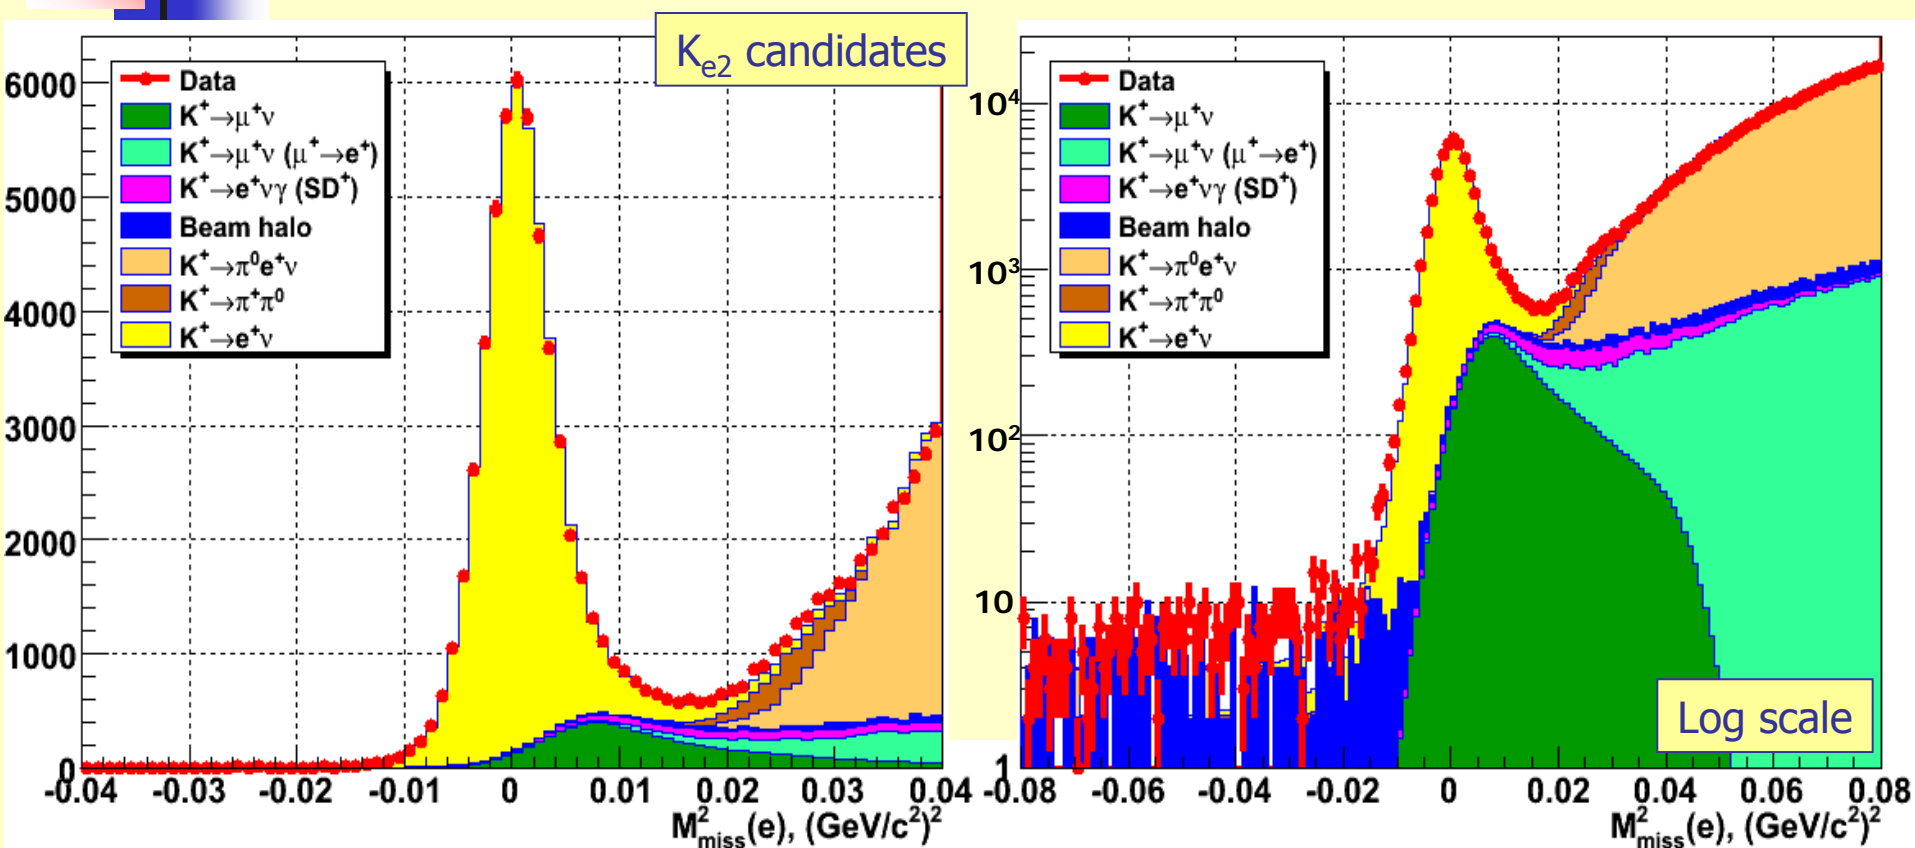 K_e2 candidates
Data
K⁺→μ⁺ν
K⁺→μ⁺ν (μ⁺→e⁺)
K⁺→e⁺νγ (SD⁺)
Beam halo
K⁺→π⁰e⁺ν
K⁺→π⁺π⁰
K⁺→e⁺ν
6000
5000
4000
3000
2000
1000
0
-0.04 -0.03 -0.02 -0.01 0 0.01 0.02 0.03 0.04
M²_miss(e), (GeV/c²)²
Data
K⁺→μ⁺ν
K⁺→μ⁺ν (μ⁺→e⁺)
K⁺→e⁺νγ (SD⁺)
Beam halo
K⁺→π⁰e⁺ν
K⁺→π⁺π⁰
K⁺→e⁺ν
10⁴
10³
10²
10
1
Log scale
-0.08 -0.06 -0.04 -0.02 0 0.02 0.04 0.06 0.08
M²_miss(e), (GeV/c²)²